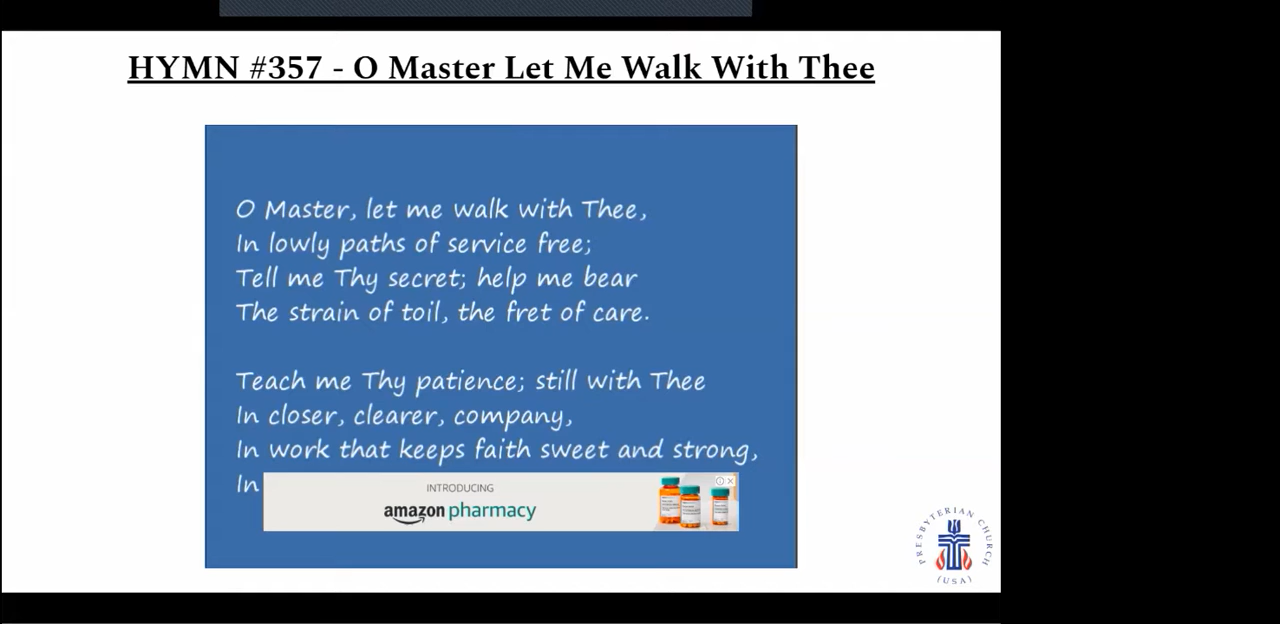 HYMN #357 - O Master Let Me Walk With Thee
O Master, let me walk with Thee,
In lowly paths of service free;
Tell me Thy secret; help me bear
The strain of toil, the fret of care.
Teach me Thy patience; still with Thee
In closer, clearer, company,
In work that keeps faith sweet and strong,
In
INTRODUCING
amazon pharmacy
PRESBYTERIAN CHURCH
(USA)